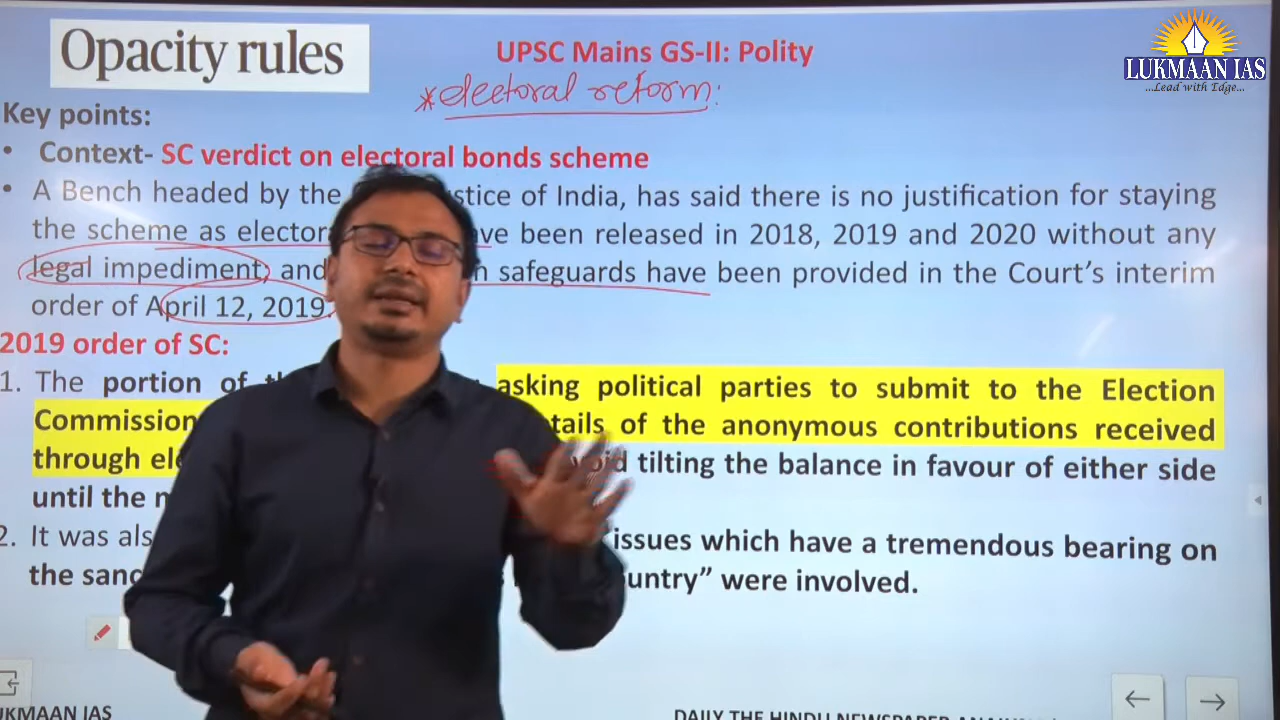 Opacity rules
UPSC Mains GS-II: Polity
LUKMAAN IAS
...Lead with Edge...
*electoral reform:
Key points:
• Context- SC verdict on electoral bonds scheme
• A Bench headed by the stice of India, has said there is no justification for staying
the scheme as elector ve been released in 2018, 2019 and 2020 without any
legal impediment, and safeguards have been provided in the Court's interim
order of April 12, 2019.
2019 order of SC:
1. The portion of asking political parties to submit to the Election
Commission tails of the anonymous contributions received
through tilting the balance in favour of either side
until the
2. It was issues which have a tremendous bearing on
the untry" were involved.
UKMAAN IAS
DAILY THE HINDU NEWSPAPER